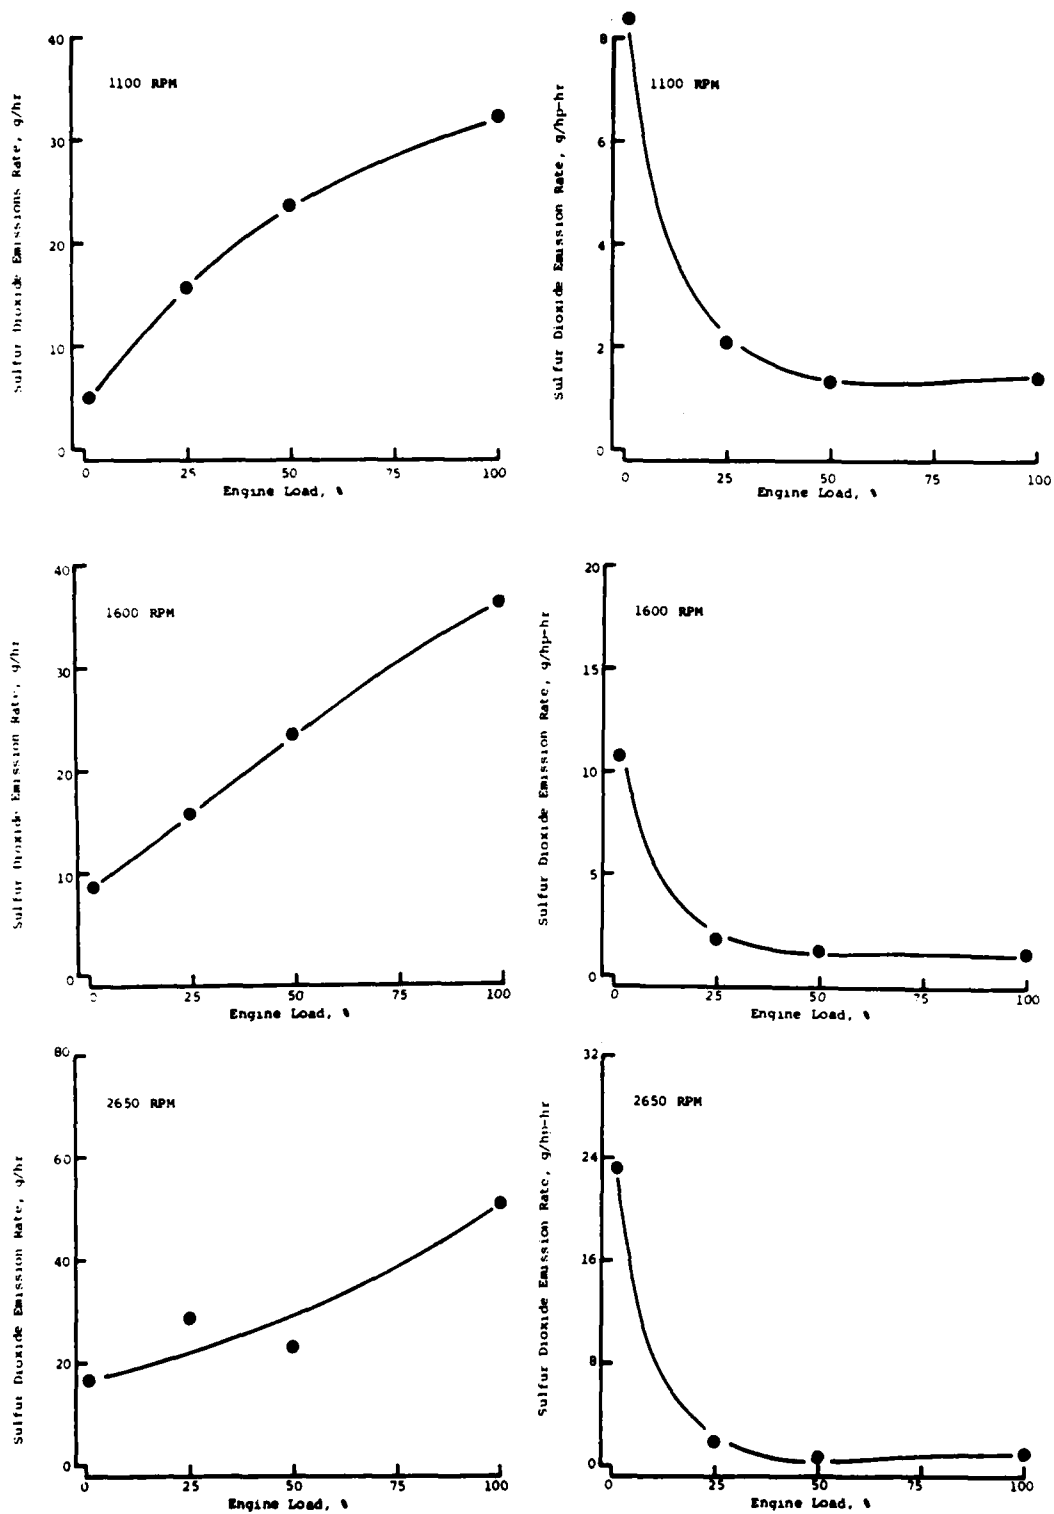 40
30
20
10
0
Sulfur Dioxide Emissions Rate, g/hr
1100 RPM
0 25 50 75 100
Engine Load, %
8
6
4
2
0
Sulfur Dioxide Emission Rate, g/hp-hr
1100 RPM
0 25 50 75 100
Engine Load, %
40
30
20
10
0
Sulfur Dioxide Emission Rate, g/hr
1600 RPM
0 25 50 75 100
Engine Load, %
20
15
10
5
0
Sulfur Dioxide Emission Rate, g/hp-hr
1600 RPM
0 25 50 75 100
Engine Load, %
80
60
40
20
0
Sulfur Dioxide Emission Rate, g/hr
2650 RPM
0 25 50 75 100
Engine Load, %
32
24
16
8
0
Sulfur Dioxide Emission Rate, g/hp-hr
2650 RPM
0 25 50 75 100
Engine Load, %